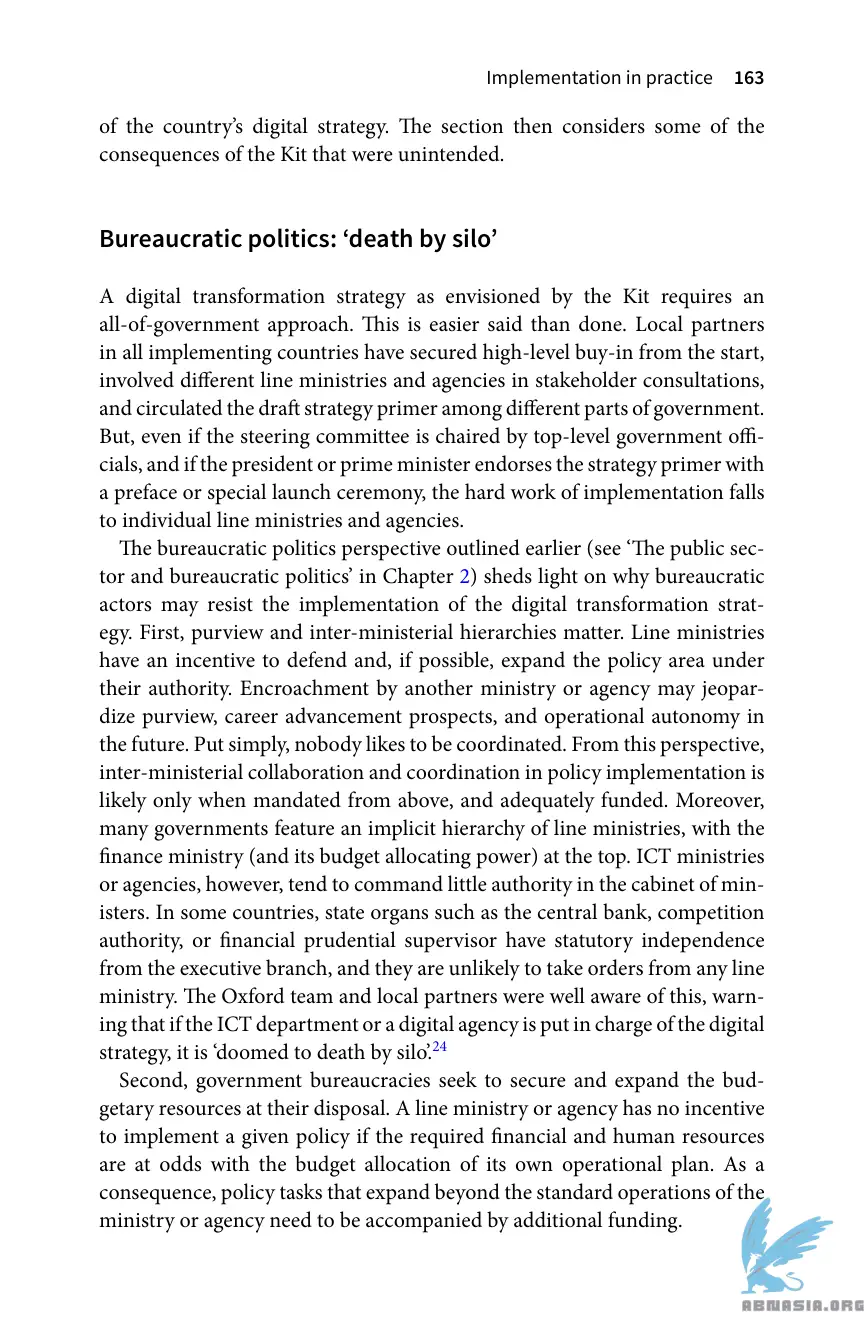 Implementation in practice 163
of the country’s digital strategy. The section then considers some of the
consequences of the Kit that were unintended.
Bureaucratic politics: ‘death by silo’
A digital transformation strategy as envisioned by the Kit requires an
all-of-government approach. This is easier said than done. Local partners
in all implementing countries have secured high-level buy-in from the start,
involved different line ministries and agencies in stakeholder consultations,
and circulated the draft strategy primer among different parts of government.
But, even if the steering committee is chaired by top-level government offi-
cials, and if the president or prime minister endorses the strategy primer with
a preface or special launch ceremony, the hard work of implementation falls
to individual line ministries and agencies.
The bureaucratic politics perspective outlined earlier (see ‘The public sec-
tor and bureaucratic politics’ in Chapter 2) sheds light on why bureaucratic
actors may resist the implementation of the digital transformation strat-
egy. First, purview and inter-ministerial hierarchies matter. Line ministries
have an incentive to defend and, if possible, expand the policy area under
their authority. Encroachment by another ministry or agency may jeopar-
dize purview, career advancement prospects, and operational autonomy in
the future. Put simply, nobody likes to be coordinated. From this perspective,
inter-ministerial collaboration and coordination in policy implementation is
likely only when mandated from above, and adequately funded. Moreover,
many governments feature an implicit hierarchy of line ministries, with the
finance ministry (and its budget allocating power) at the top. ICT ministries
or agencies, however, tend to command little authority in the cabinet of min-
isters. In some countries, state organs such as the central bank, competition
authority, or financial prudential supervisor have statutory independence
from the executive branch, and they are unlikely to take orders from any line
ministry. The Oxford team and local partners were well aware of this, warn-
ing that if the ICT department or a digital agency is put in charge of the digital
strategy, it is ‘doomed to death by silo’.24
Second, government bureaucracies seek to secure and expand the bud-
getary resources at their disposal. A line ministry or agency has no incentive
to implement a given policy if the required financial and human resources
are at odds with the budget allocation of its own operational plan. As a
consequence, policy tasks that expand beyond the standard operations of the
ministry or agency need to be accompanied by additional funding.
ABNASIA.ORG